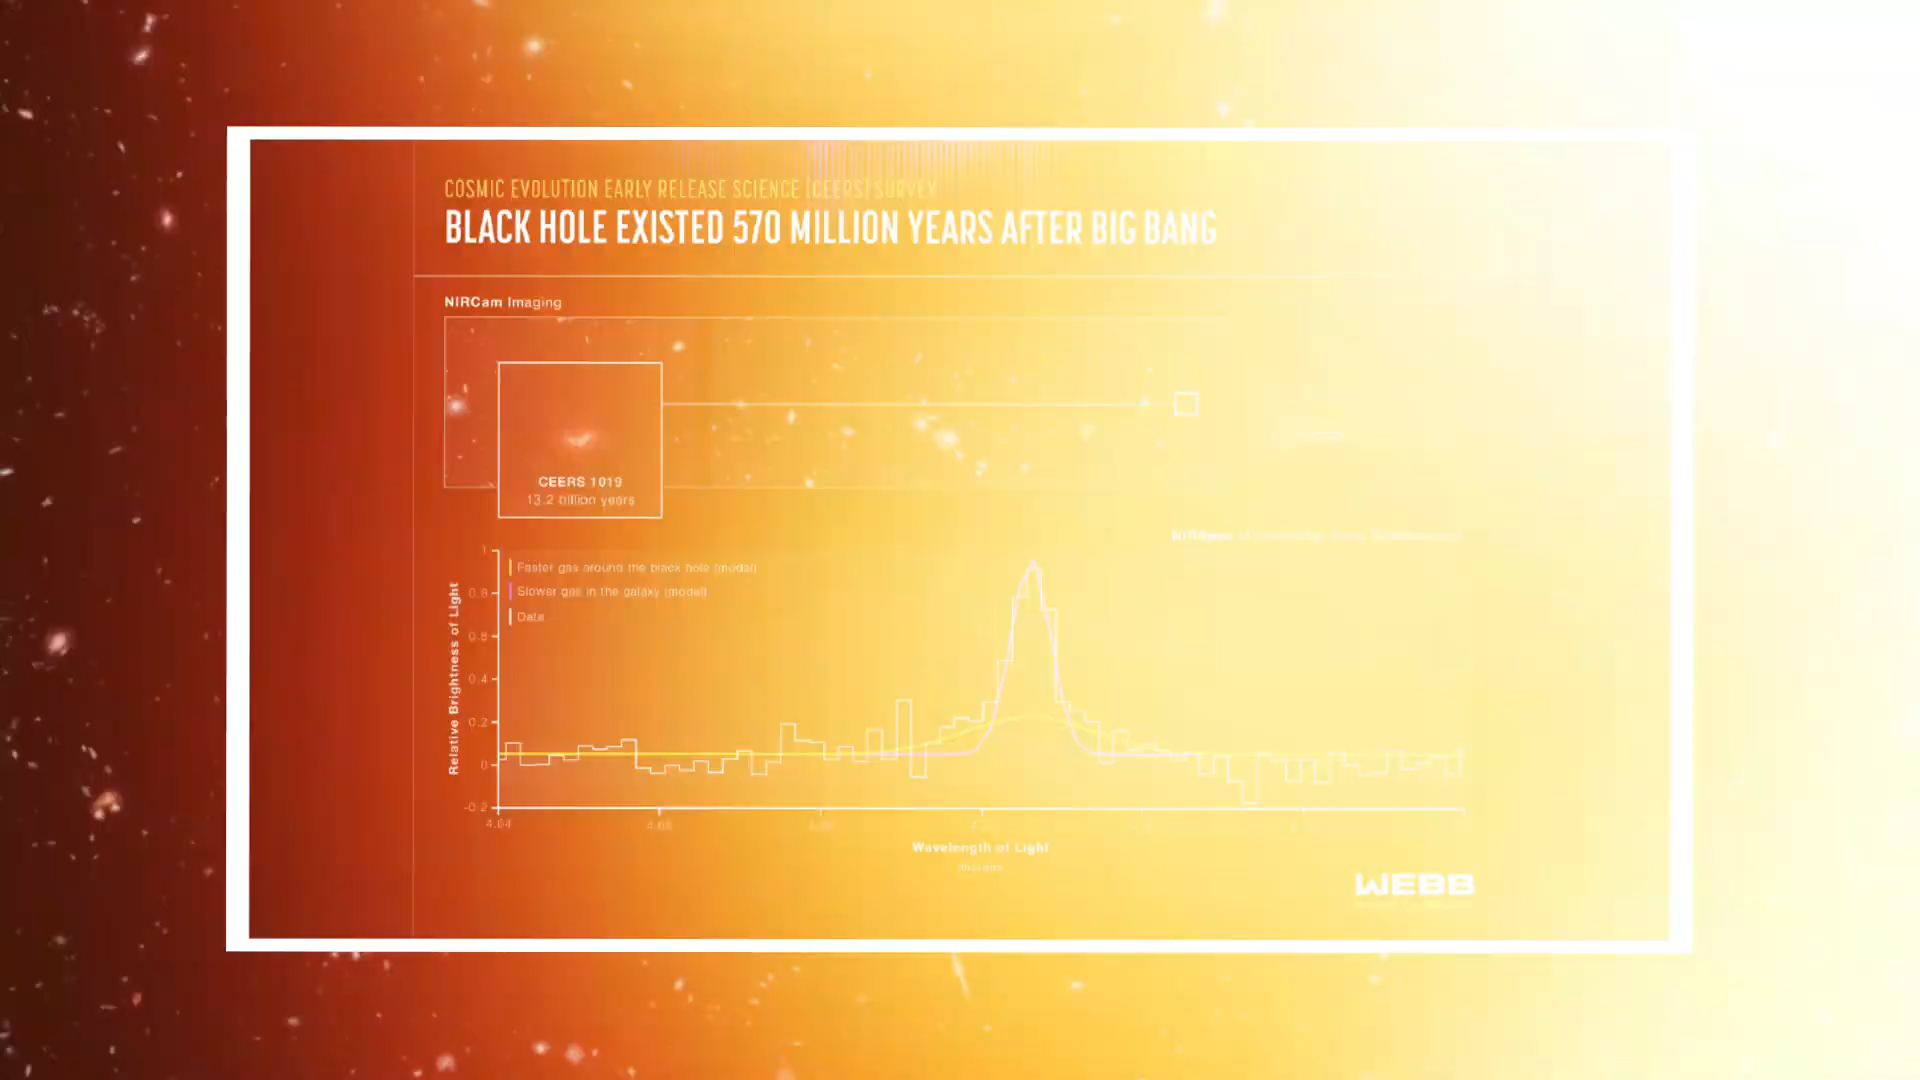 COSMIC EVOLUTION EARLY RELEASE SCIENCE (CEERS) SURVEY
BLACK HOLE EXISTED 570 MILLION YEARS AFTER BIG BANG
NIRCam Imaging
CEERS 1019
13.2 billion years
NIRSpec
1
Faster gas around the black hole (model)
0.8
Slower gas in the galaxy (model)
Data
0.6
0.4
0.2
0
-0.2
Relative Brightness of Light
4.64
4.66
Wavelength of Light
microns
WEBB